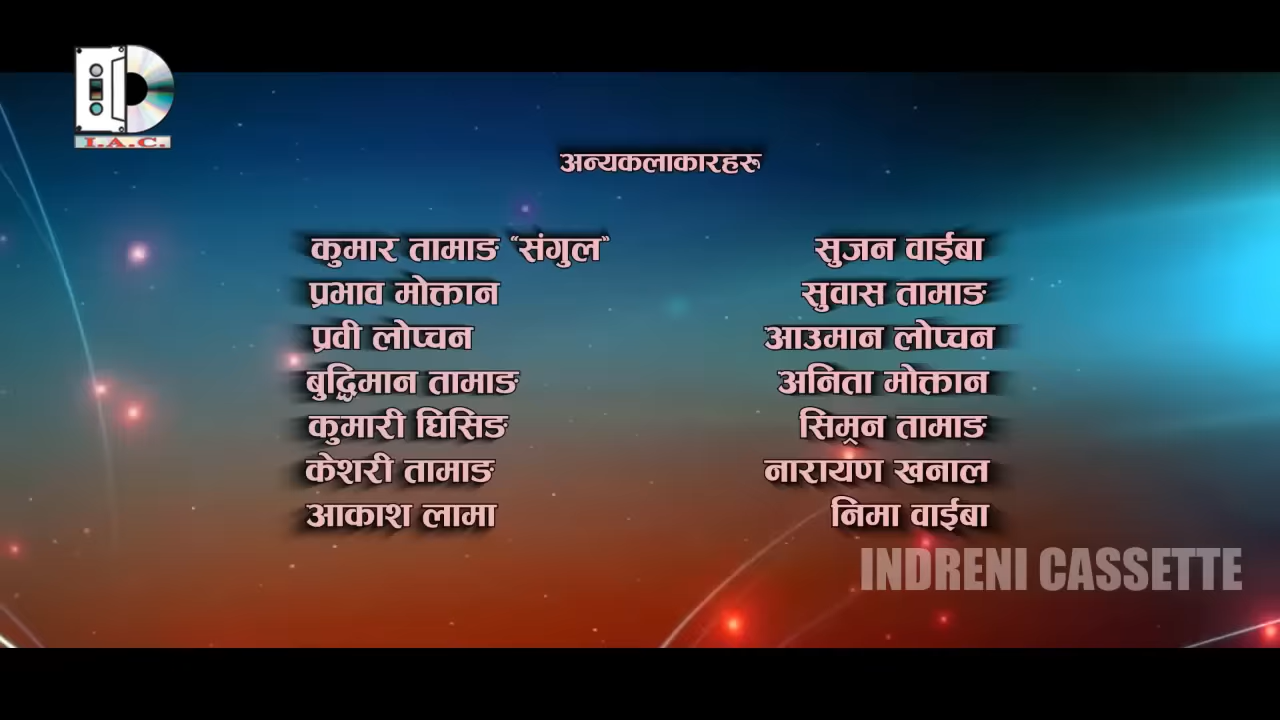 I.A.C.
अन्यकलाकारहरू
कुमार तामाङ “संगुल”
प्रभाव मोक्तान
प्रवी लोप्चन
बुद्धिमान तामाङ
कुमारी घिसिङ
केशरी तामाङ
आकाश लामा
सुजन वाईबा
सुवास तामाङ
आउमान लोप्चन
अनिता मोक्तान
सिम्रन तामाङ
नारायण खनाल
निमा वाईबा
INDRENI CASSETTE